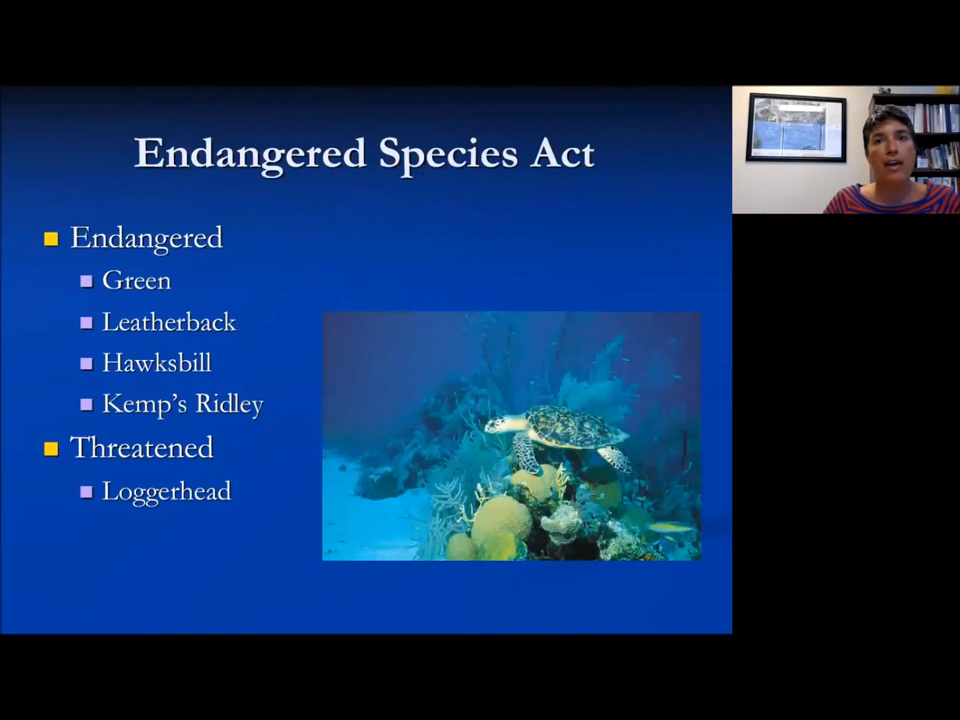 Endangered Species Act
Endangered
Green
Leatherback
Hawksbill
Kemp's Ridley
Threatened
Loggerhead